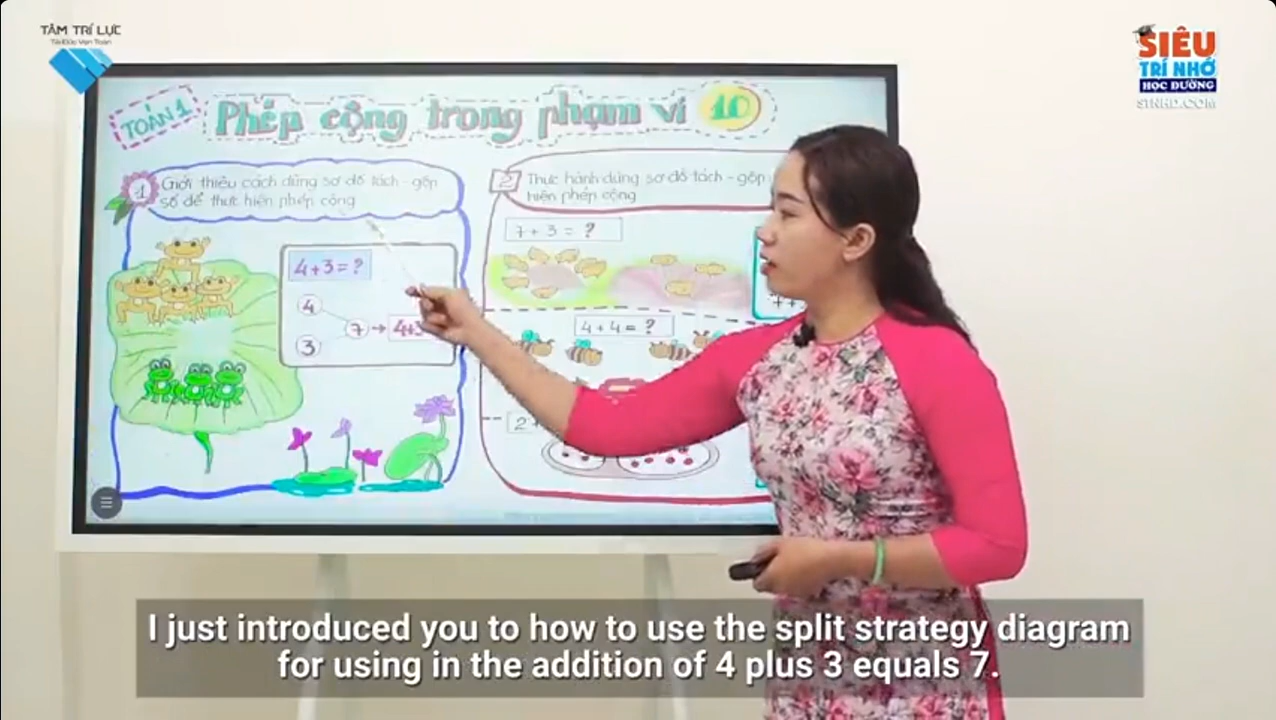 TÂM TRÍ LỰC
SIÊU
TRÍ NHỚ
HỌC ĐƯỜNG
STNHD.COM
TOÁN 1
Phép cộng trong phạm vi 10
1
Giới thiệu cách dùng sơ đồ tách - gộp
số để thực hiện phép cộng
4+3=?
4
3
7 → 4+3
2
Thực hành dùng sơ đồ tách - gộp
hiện phép cộng
7+3 = ?
4+4= ?
2
I just introduced you to how to use the split strategy diagram
for using in the addition of 4 plus 3 equals 7.